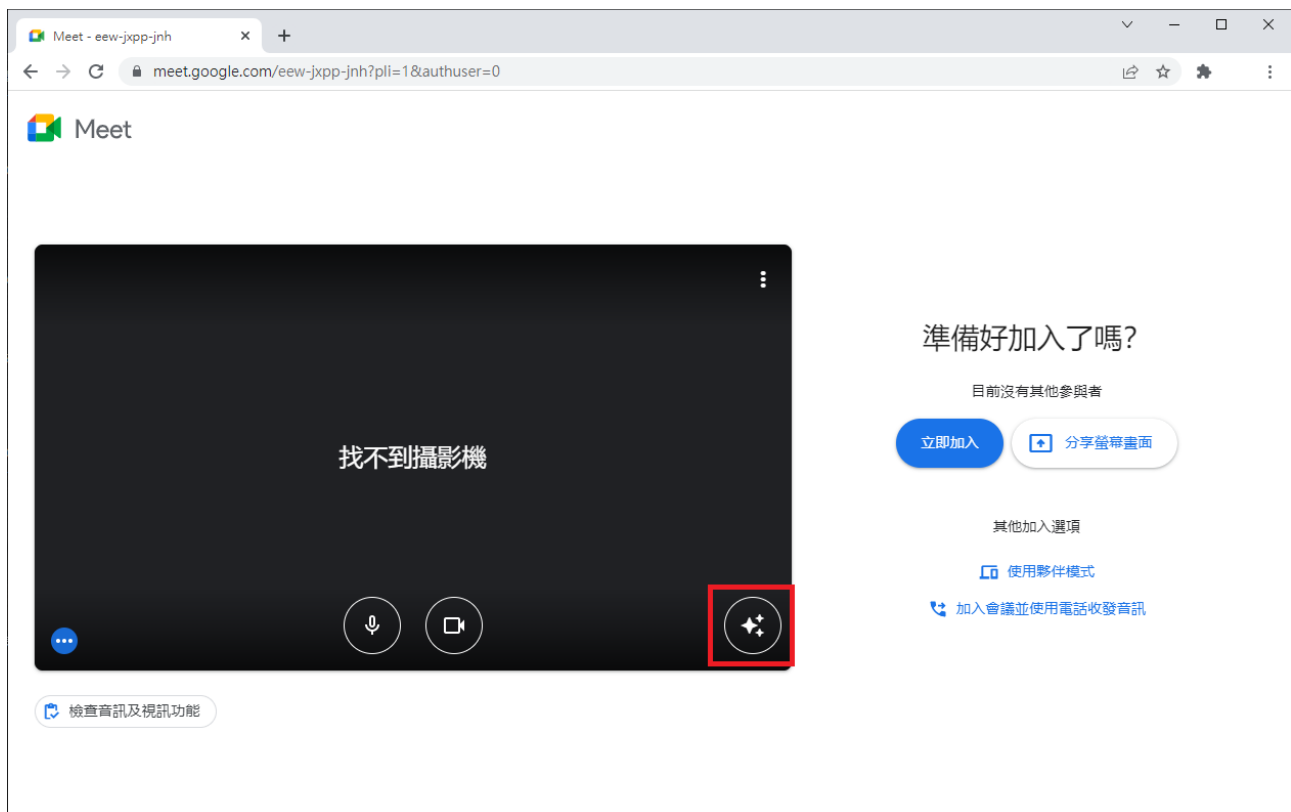 Meet - eew-jxpp-jnh
meet.google.com/eew-jxpp-jnh?pli=1&authuser=0
Meet
找不到攝影機
準備好加入了嗎?
目前沒有其他參與者
立即加入
分享螢幕畫面
其他加入選項
使用夥伴模式
加入會議並使用電話收發音訊
檢查音訊及視訊功能